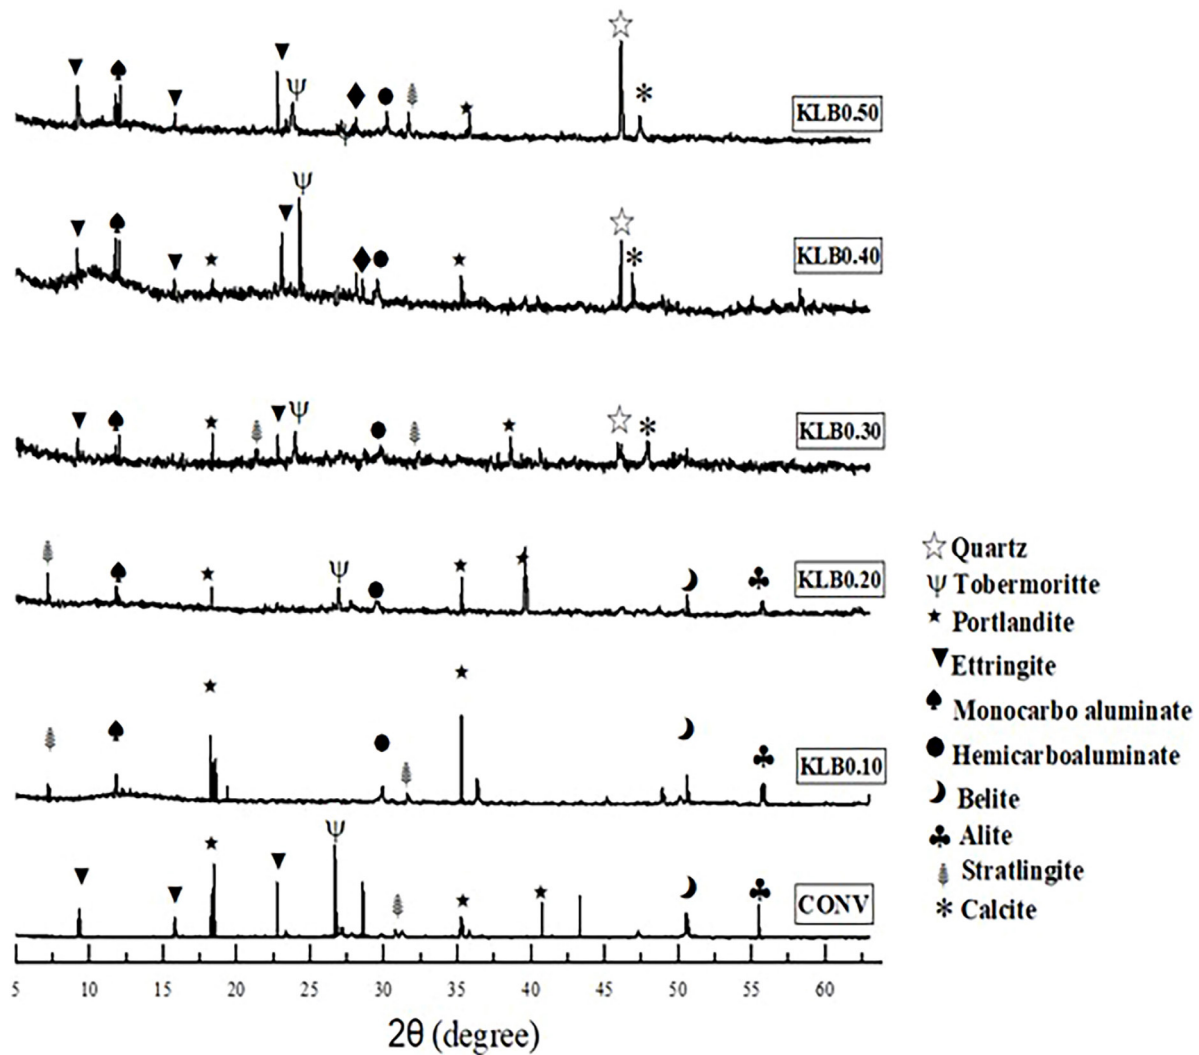 KLB0.50
KLB0.40
KLB0.30
KLB0.20
KLB0.10
CONV
Quartz
Tobermoritte
Portlandite
Ettringite
Monocarbo aluminate
Hemicarboaluminate
Belite
Alite
Stratlingite
Calcite
5 10 15 20 25 30 35 40 45 50 55 60
2θ (degree)